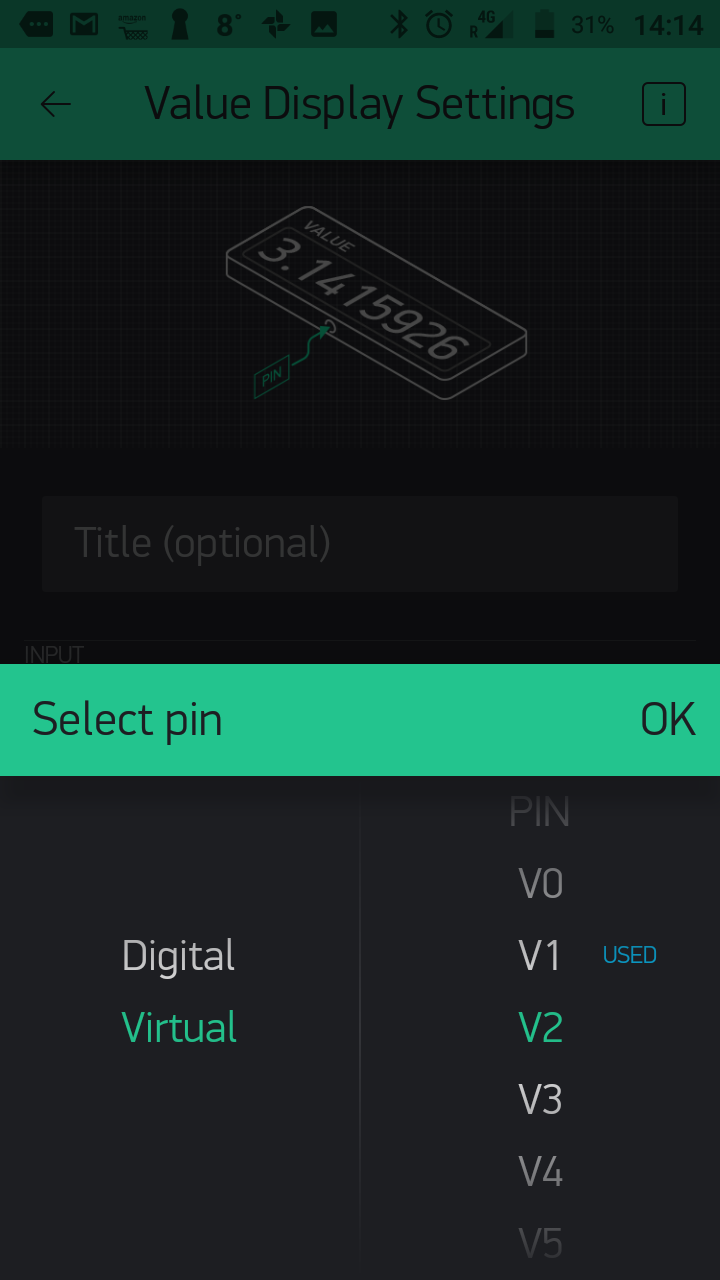 amazon 8° R 4G 31% 14:14
Value Display Settings i
VALUE
3.1415926
PIN
Title (optional)
INPUT
Select pin OK
PIN
V0
Digital V1 USED
Virtual V2
V3
V4
V5